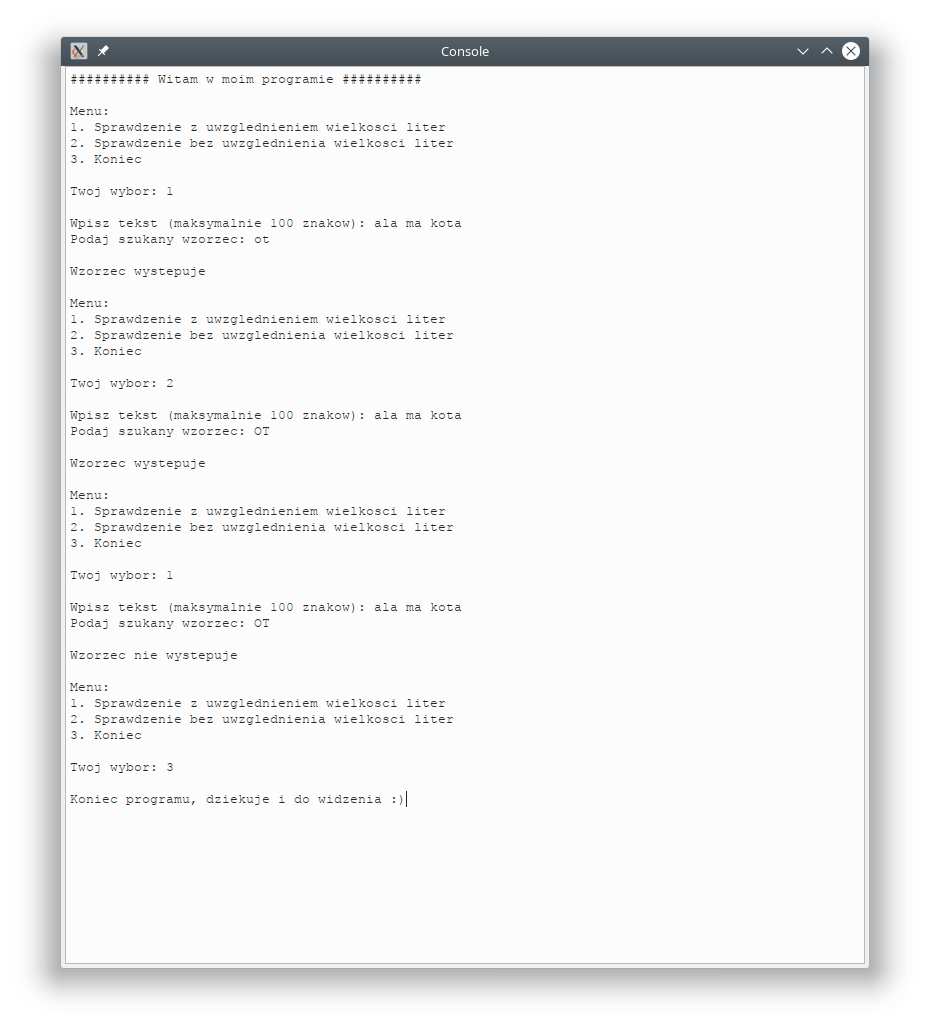 Console
########## Witam w moim programie ##########
Menu:
1. Sprawdzenie z uwzglednieniem wielkosci liter
2. Sprawdzenie bez uwzglednienia wielkosci liter
3. Koniec
Twoj wybor: 1
Wpisz tekst (maksymalnie 100 znakow): ala ma kota
Podaj szukany wzorzec: ot
Wzorzec wystepuje
Menu:
1. Sprawdzenie z uwzglednieniem wielkosci liter
2. Sprawdzenie bez uwzglednienia wielkosci liter
3. Koniec
Twoj wybor: 2
Wpisz tekst (maksymalnie 100 znakow): ala ma kota
Podaj szukany wzorzec: OT
Wzorzec wystepuje
Menu:
1. Sprawdzenie z uwzglednieniem wielkosci liter
2. Sprawdzenie bez uwzglednienia wielkosci liter
3. Koniec
Twoj wybor: 1
Wpisz tekst (maksymalnie 100 znakow): ala ma kota
Podaj szukany wzorzec: OT
Wzorzec nie wystepuje
Menu:
1. Sprawdzenie z uwzglednieniem wielkosci liter
2. Sprawdzenie bez uwzglednienia wielkosci liter
3. Koniec
Twoj wybor: 3
Koniec programu, dziekuje i do widzenia :)